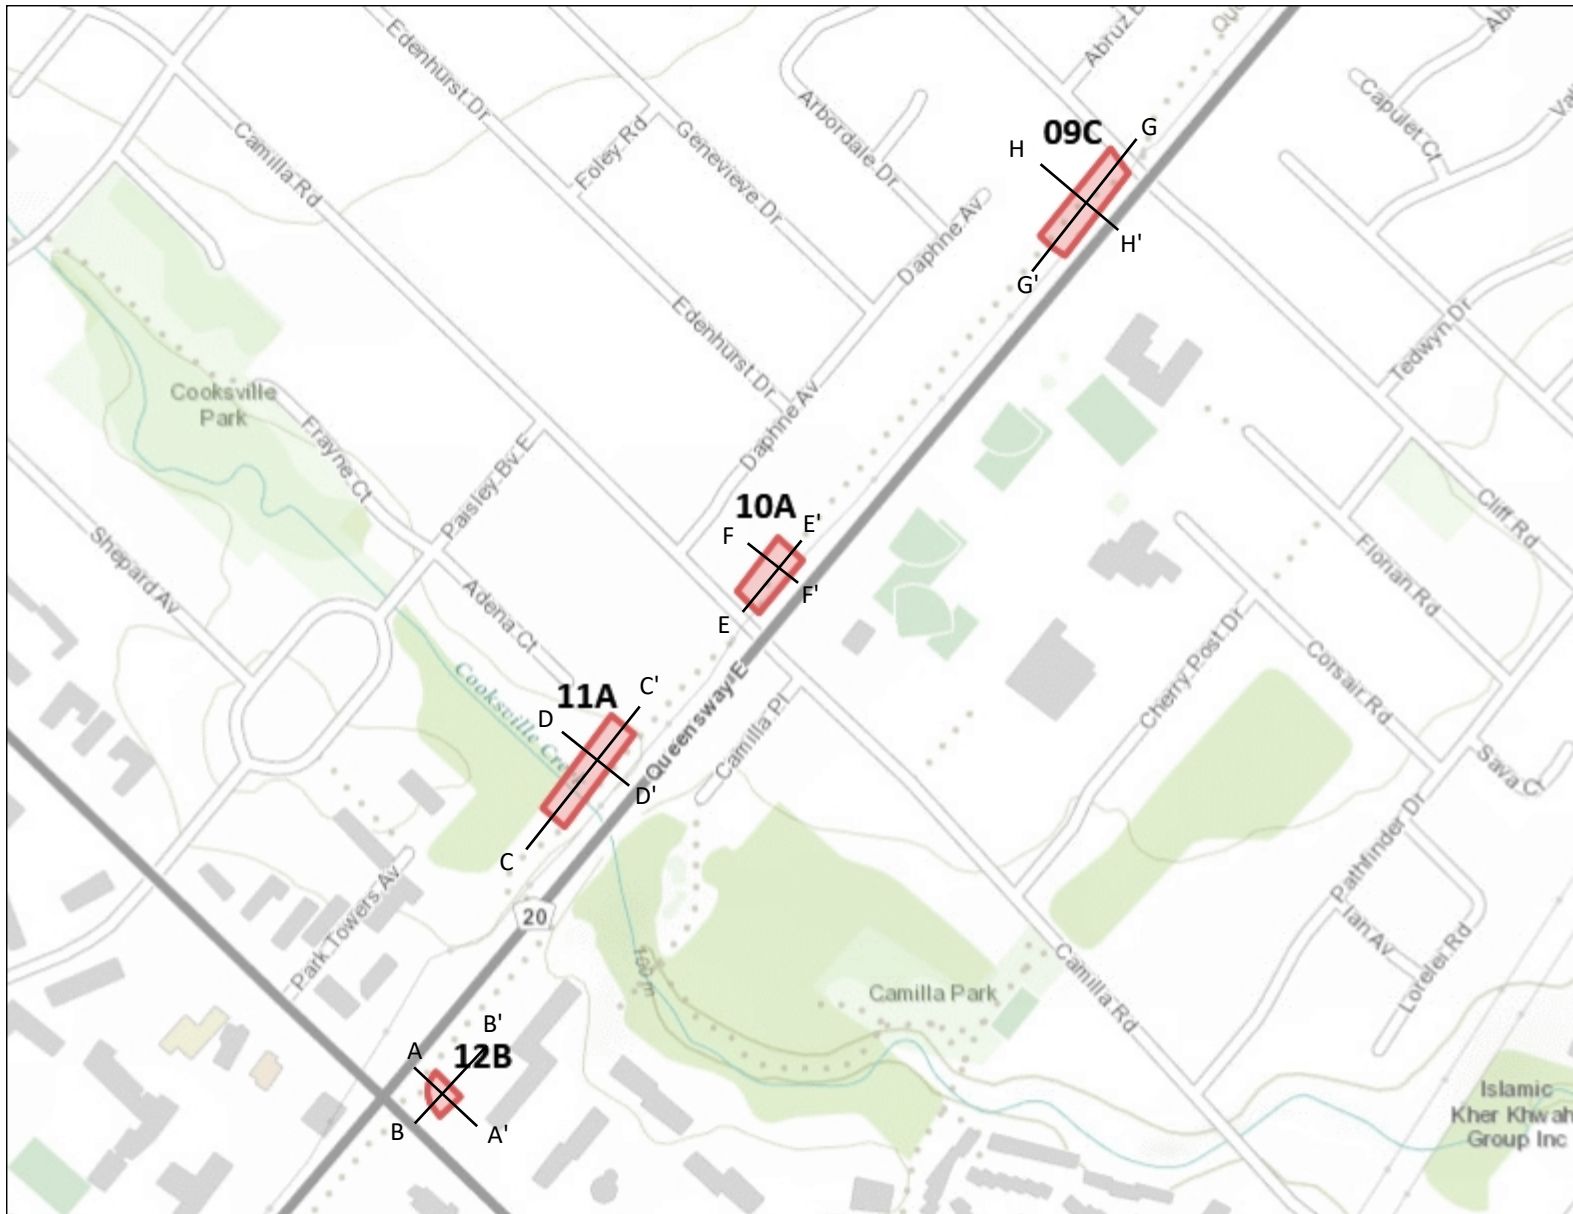 Edenhurst Dr
Camilla Rd
Foley Rd
Genevieve Dr
Arbordale Dr
Daphne Av
Capulet Ct
09C
G
H
H'
G'
Edenhurst Dr
Daphne Av
Tedwyn Dr
Cooksville
Park
Frayne Ct
Paisley Bv E
Shepard Av
Adena Ct
10A
F
E'
F'
E
Cliff Rd
Florian Rd
Cherry Post Dr
Corsair Rd
Sava Ct
11A
C'
D
D'
C
Queensway E
Camilla Pl
Pathfinder Dr
Ian Av
Lorelei Rd
Park Towers Av
20
100 m
Camilla Park
Camilla Rd
B'
A
12B
B
A'
Islamic
Kher Khwah
Group Inc